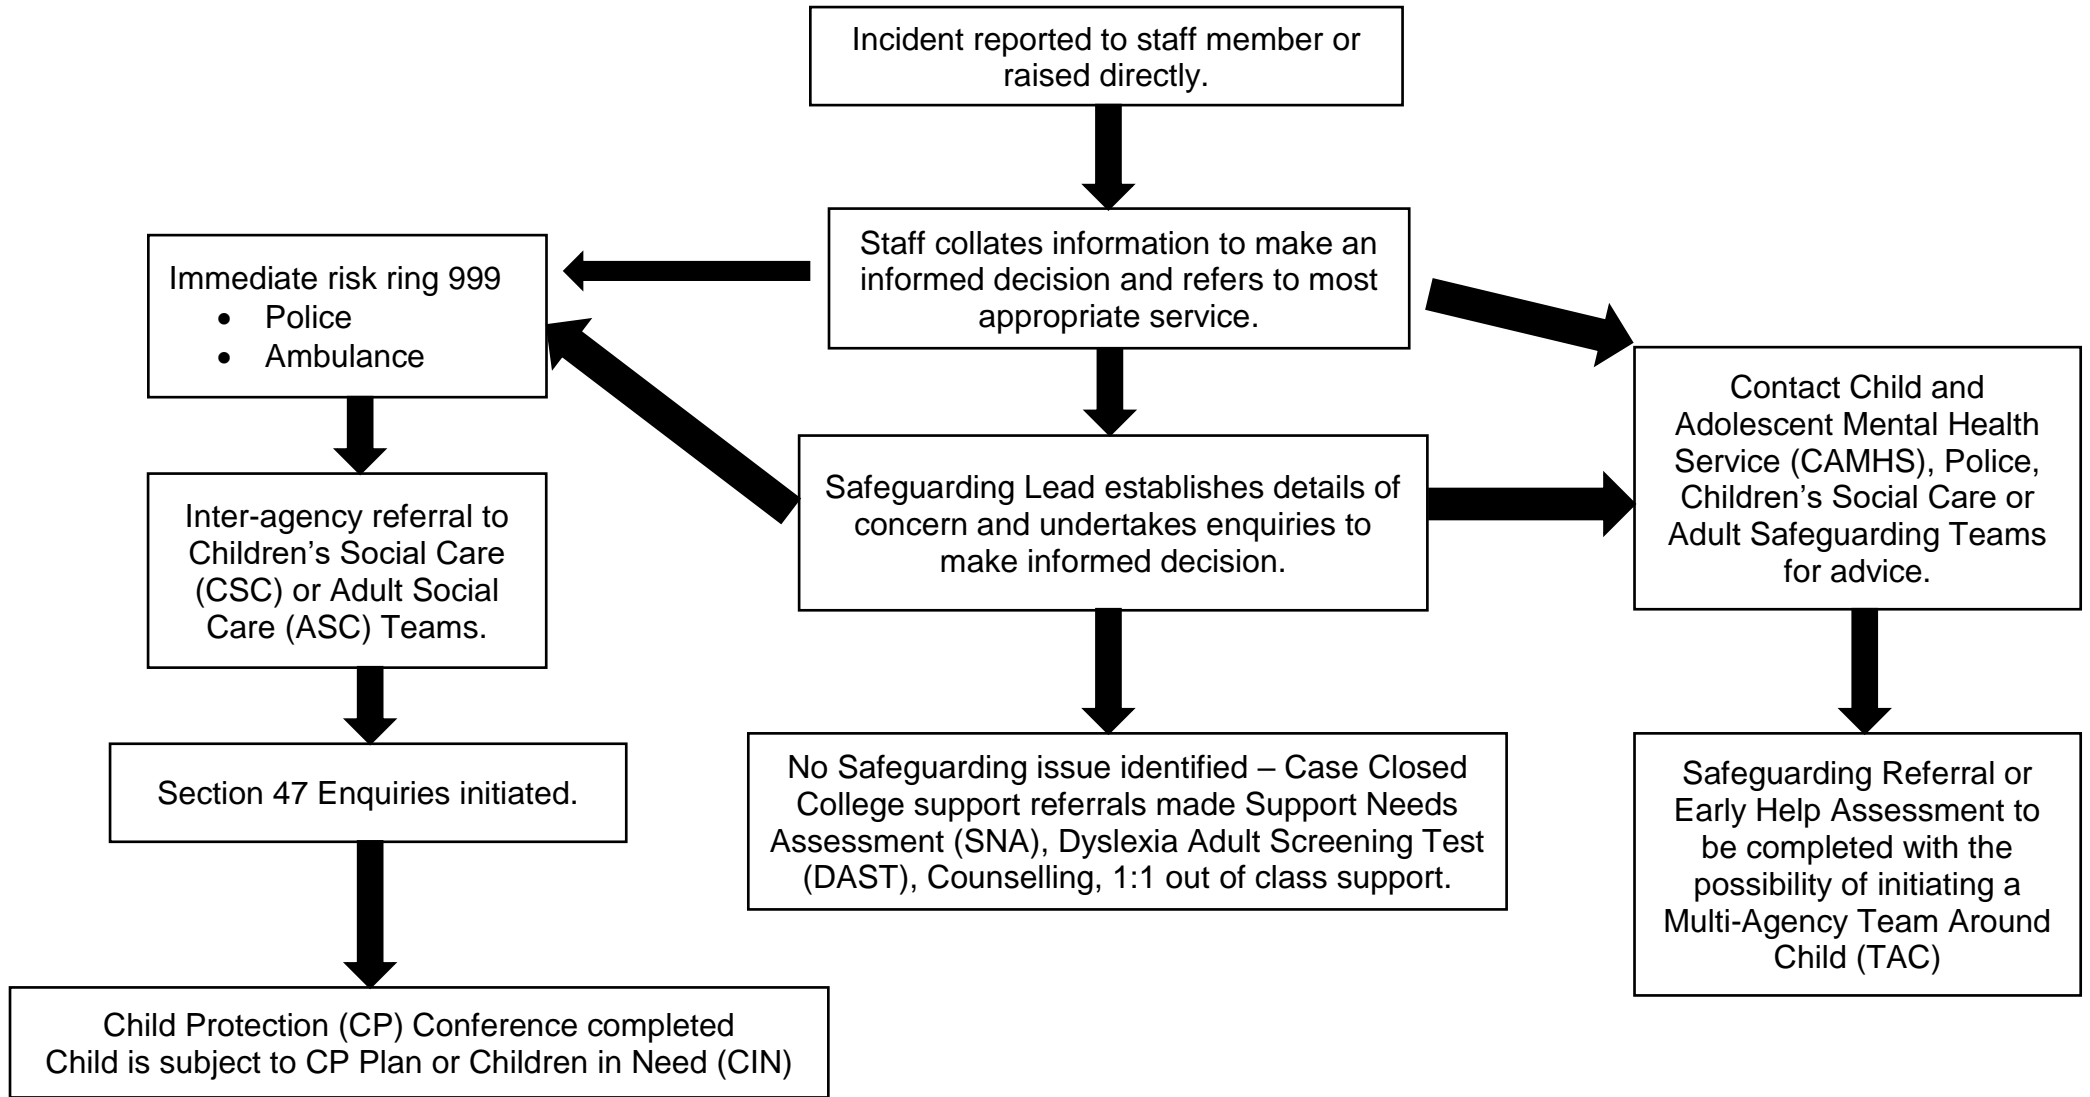 Incident reported to staff member or
raised directly.
Staff collates information to make an
informed decision and refers to most
appropriate service.
Immediate risk ring 999
• Police
• Ambulance
Contact Child and
Adolescent Mental Health
Service (CAMHS), Police,
Children’s Social Care or
Adult Safeguarding Teams
for advice.
Safeguarding Lead establishes details of
concern and undertakes enquiries to
make informed decision.
Inter-agency referral to
Children’s Social Care
(CSC) or Adult Social
Care (ASC) Teams.
Section 47 Enquiries initiated.
No Safeguarding issue identified – Case Closed
College support referrals made Support Needs
Assessment (SNA), Dyslexia Adult Screening Test
(DAST), Counselling, 1:1 out of class support.
Safeguarding Referral or
Early Help Assessment to
be completed with the
possibility of initiating a
Multi-Agency Team Around
Child (TAC)
Child Protection (CP) Conference completed
Child is subject to CP Plan or Children in Need (CIN)